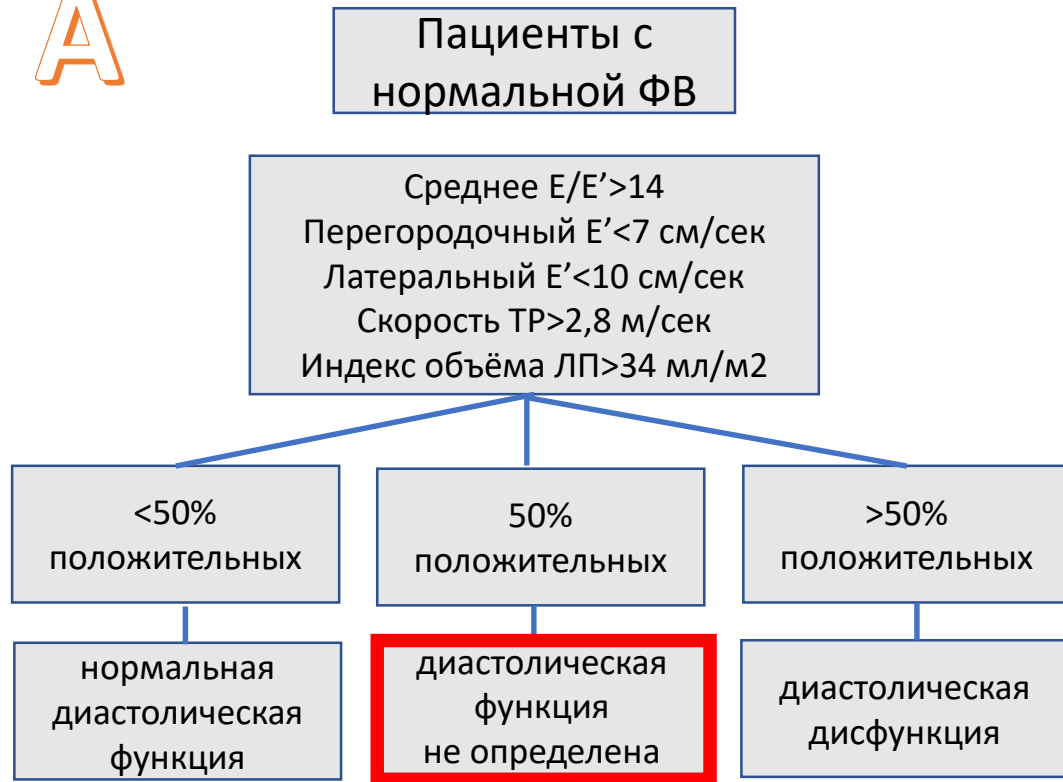 А
Пациенты с
нормальной ФВ
Среднее E/E’>14
Перегородочный E’<7 см/сек
Латеральный E’<10 см/сек
Скорость ТР>2,8 м/сек
Индекс объёма ЛП>34 мл/м2
<50%
положительных
50%
положительных
>50%
положительных
нормальная
диастолическая
функция
диастолическая
функция
не определена
диастолическая
дисфункция